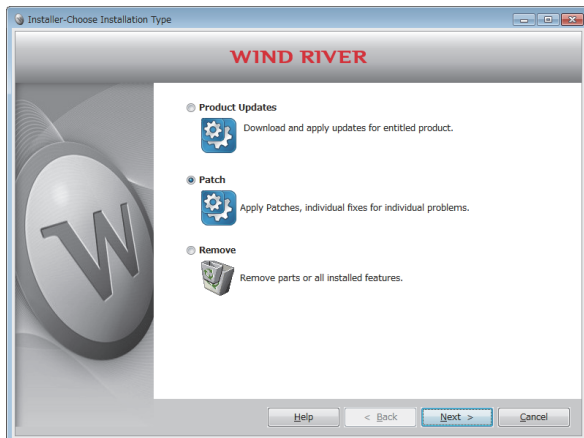 Installer-Choose Installation Type
WIND RIVER
Product Updates
Download and apply updates for entitled product.
Patch
Apply Patches, individual fixes for individual problems.
Remove
Remove parts or all installed features.
W
Help
< Back
Next >
Cancel